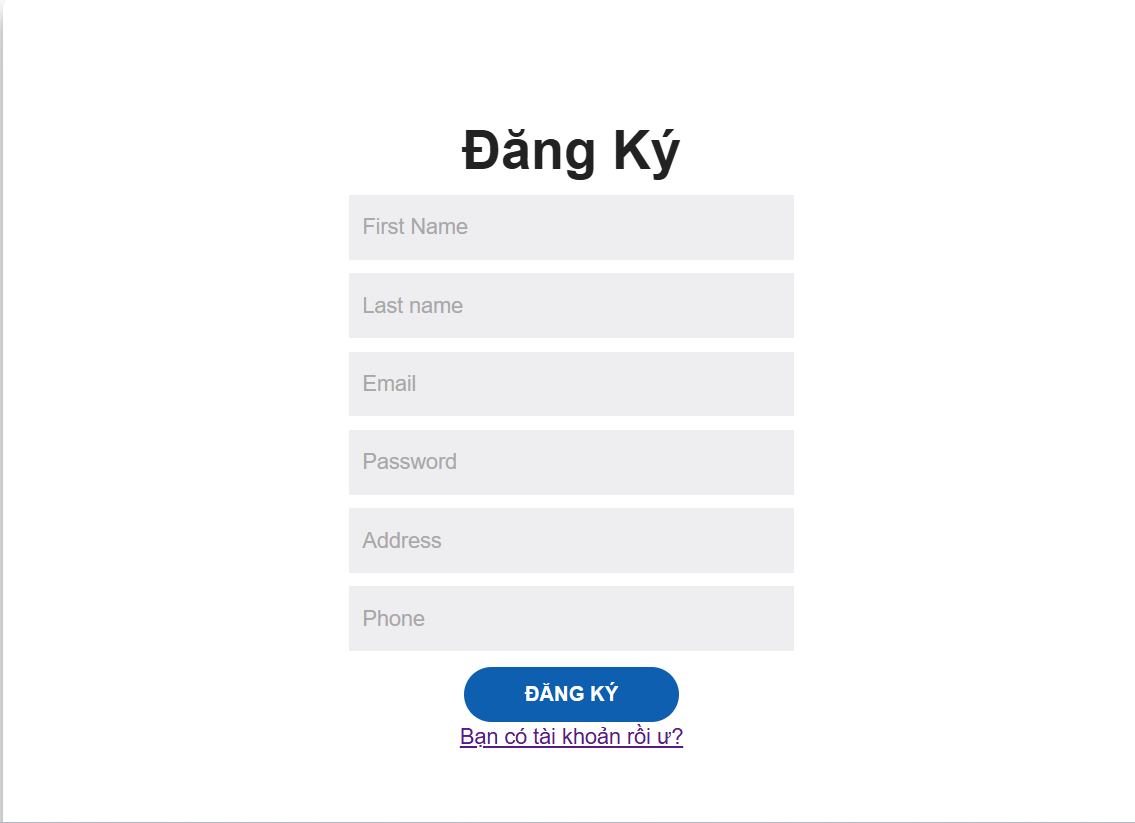 Đăng Ký
First Name
Last name
Email
Password
Address
Phone
ĐĂNG KÝ
Bạn có tài khoản rồi ư?